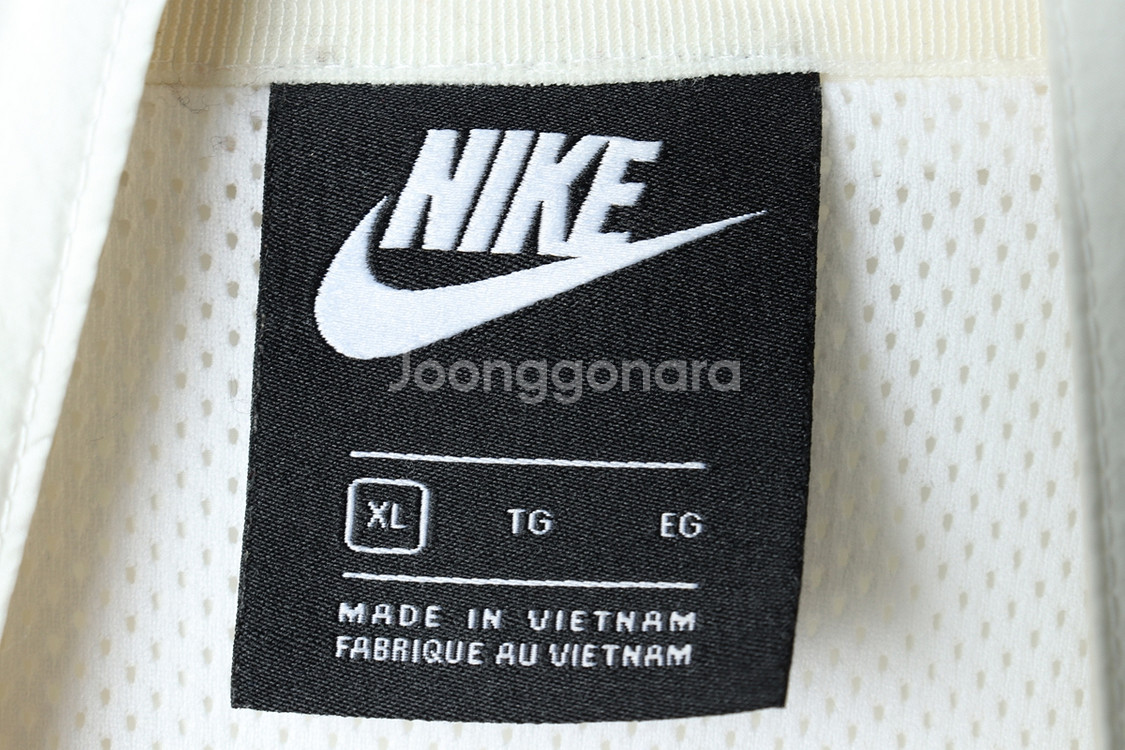 NIKE
Joonggonara
XL TG EG
MADE IN VIETNAM
FABRIQUE AU VIETNAM